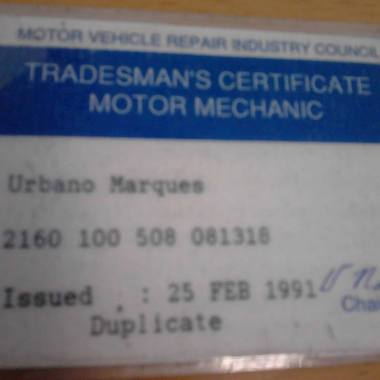 MOTOR VEHICLE REPAIR INDUSTRY COUNCIL
TRADESMAN'S CERTIFICATE
MOTOR MECHANIC
Urbano Marques
2160 100 508 081318
Issued : 25 FEB 1991
Duplicate